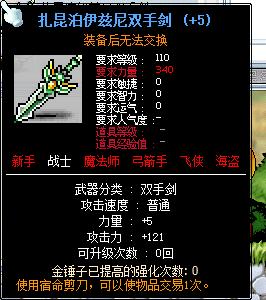 扎昆泊伊兹尼双手剑 (+5)
装备后无法交换
要求等级： 110
要求力量： 340
要求敏捷： 0
要求智力： 0
要求运气： 0
要求人气度： -
道具等级： -
道具经验值： -
新手 战士 魔法师 弓箭手 飞侠 海盗
武器分类 ： 双手剑
攻击速度 ： 普通
力量 ： +5
攻击力 ： +121
可升级次数 ： 0回
金锤子已提高的强化次数: 0
使用宿命剪刀，可以使物品交易1次。